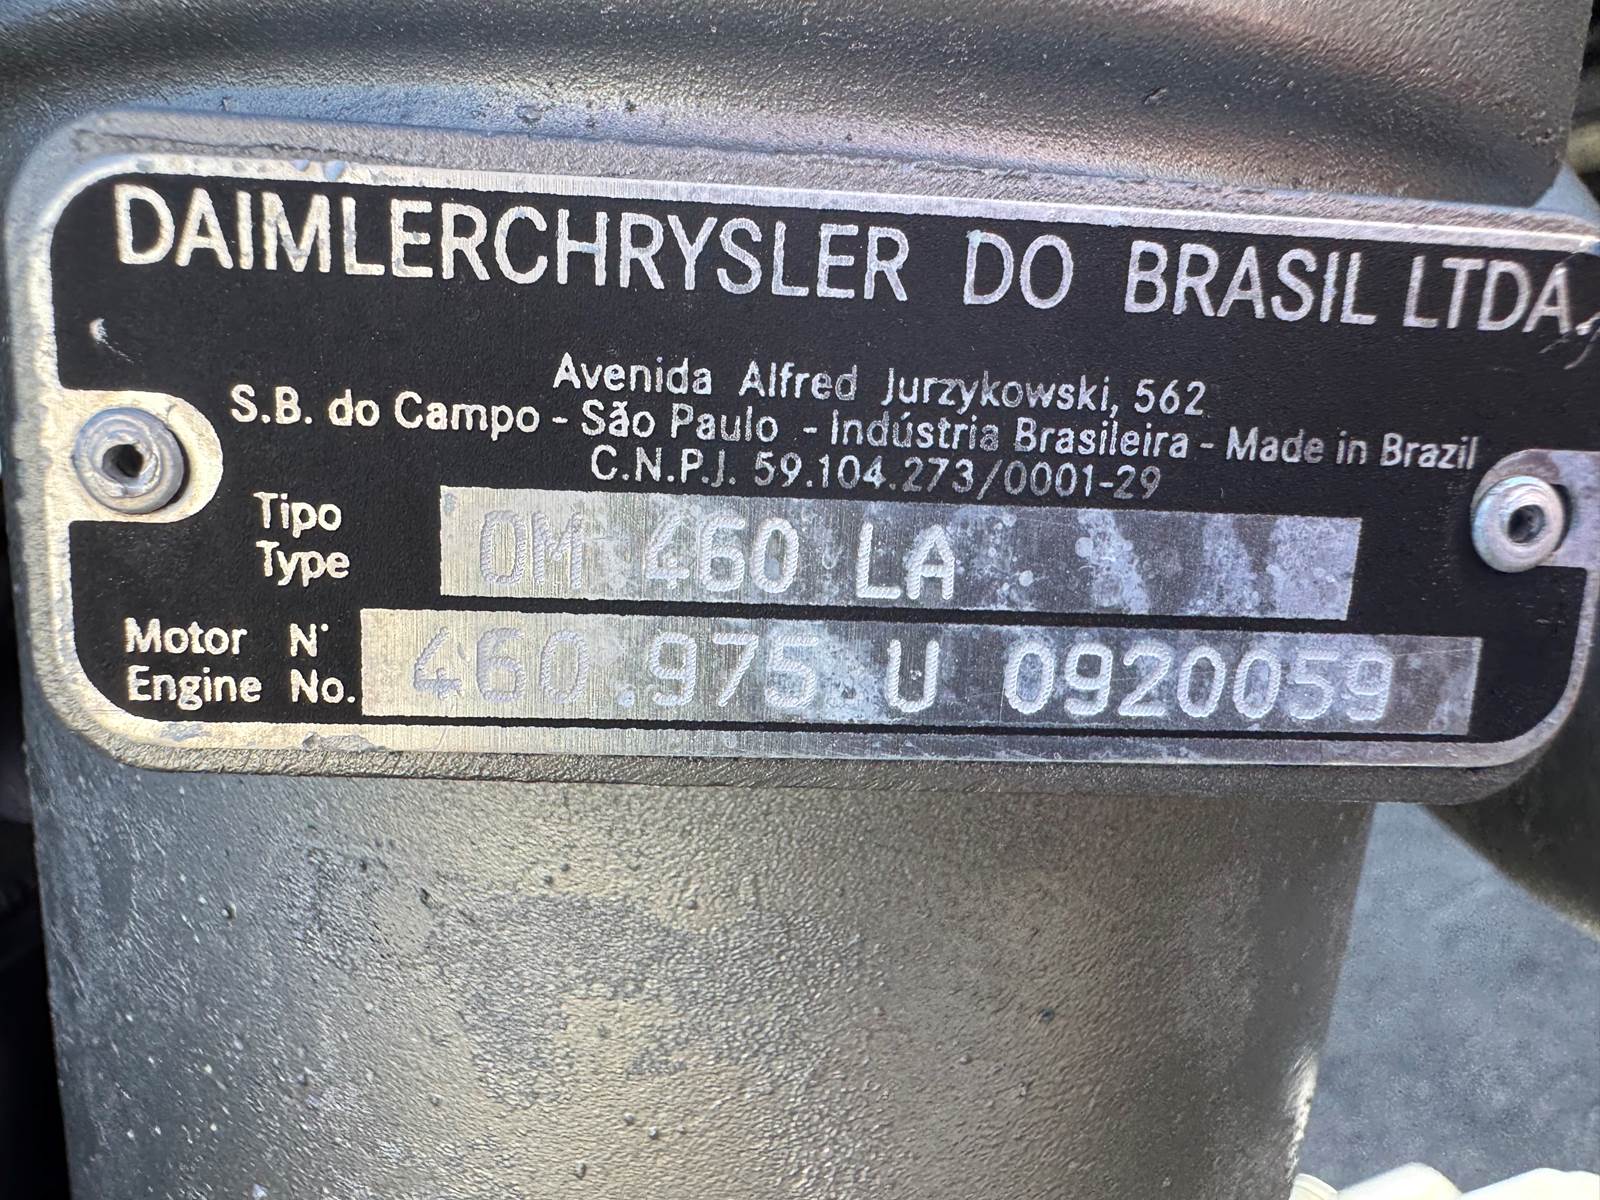 DAIMLERCHRYSLER DO BRASIL LTDA.
Avenida Alfred Jurzykowski, 562
S.B. do Campo - São Paulo - Indústria Brasileira - Made in Brazil
C.N.P.J. 59.104.273/0001-29
Tipo
Type OM 460 LA
Motor N°
Engine No. 460.975 U 0920059